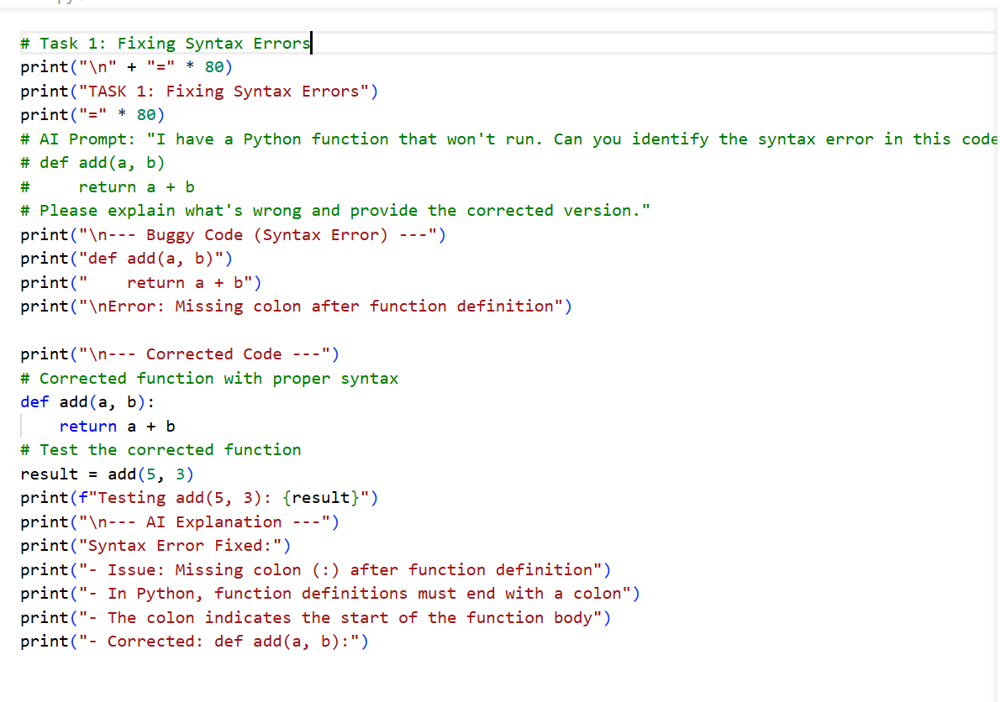 # Task 1: Fixing Syntax Errors
print("\n" + "=" * 80)
print("TASK 1: Fixing Syntax Errors")
print("=" * 80)
# AI Prompt: "I have a Python function that won't run. Can you identify the syntax error in this code
# def add(a, b)
#     return a + b
# Please explain what's wrong and provide the corrected version."
print("\n--- Buggy Code (Syntax Error) ---")
print("def add(a, b)")
print("    return a + b")
print("\nError: Missing colon after function definition")

print("\n--- Corrected Code ---")
# Corrected function with proper syntax
def add(a, b):
    return a + b
# Test the corrected function
result = add(5, 3)
print(f"Testing add(5, 3): {result}")
print("\n--- AI Explanation ---")
print("Syntax Error Fixed:")
print("- Issue: Missing colon (:) after function definition")
print("- In Python, function definitions must end with a colon")
print("- The colon indicates the start of the function body")
print("- Corrected: def add(a, b):")